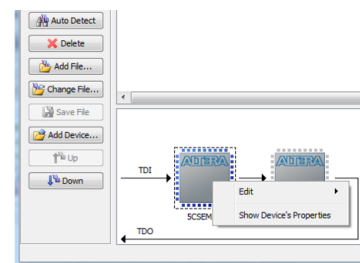 Auto Detect
Delete
Add File...
Change File...
Save File
Add Device...
Up
Down
TDI
ALTERA
ALTERA
Edit
5CSEM
Show Device's Properties
TDO